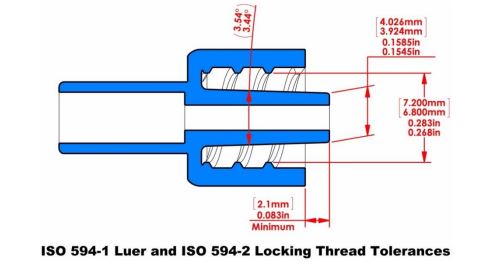 3.54°
3.44°
4.026mm
3.924mm
0.1585in
0.1545in
7.200mm
6.800mm
0.283in
0.268in
[2.1mm]
0.083in
Minimum
ISO 594-1 Luer and ISO 594-2 Locking Thread Tolerances